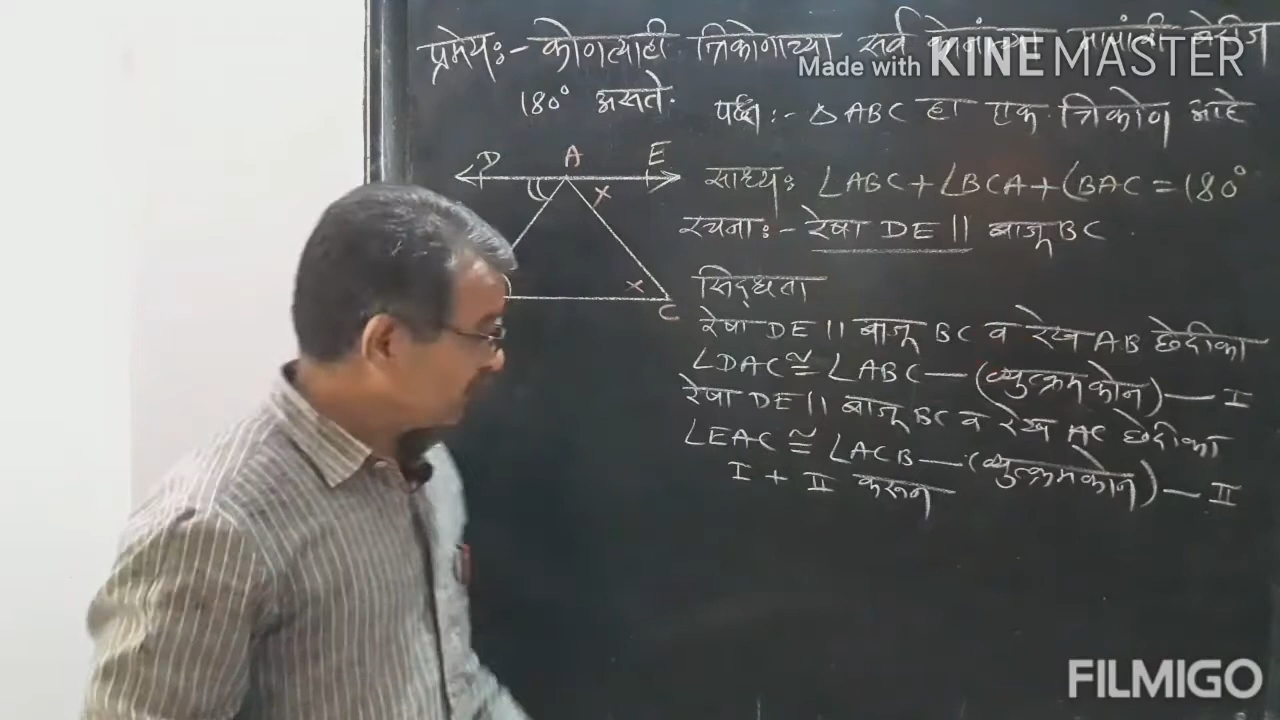 प्रमेय:- कोणत्याही त्रिकोणाच्या सर्व कोनांच्या मापांची बेरीज
Made with KINEMASTER
180° असते.
पक्ष:- △ABC हा एक त्रिकोण आहे
D A E
साध्य: ∠ABC+∠BCA+∠BAC=180°
x
रचना:- रेषा DE || बाजू BC.
सिद्धता
x
C
रेषा DE || बाजू BC व रेख AB छेदीका
∠DAC≅∠ABC—(व्युत्क्रमकोन)—I
रेषा DE || बाजू BC व रेख AC छेदीका
∠EAC≅∠ACB—(व्युत्क्रमकोन)—II
I + II करून
FILMIGO